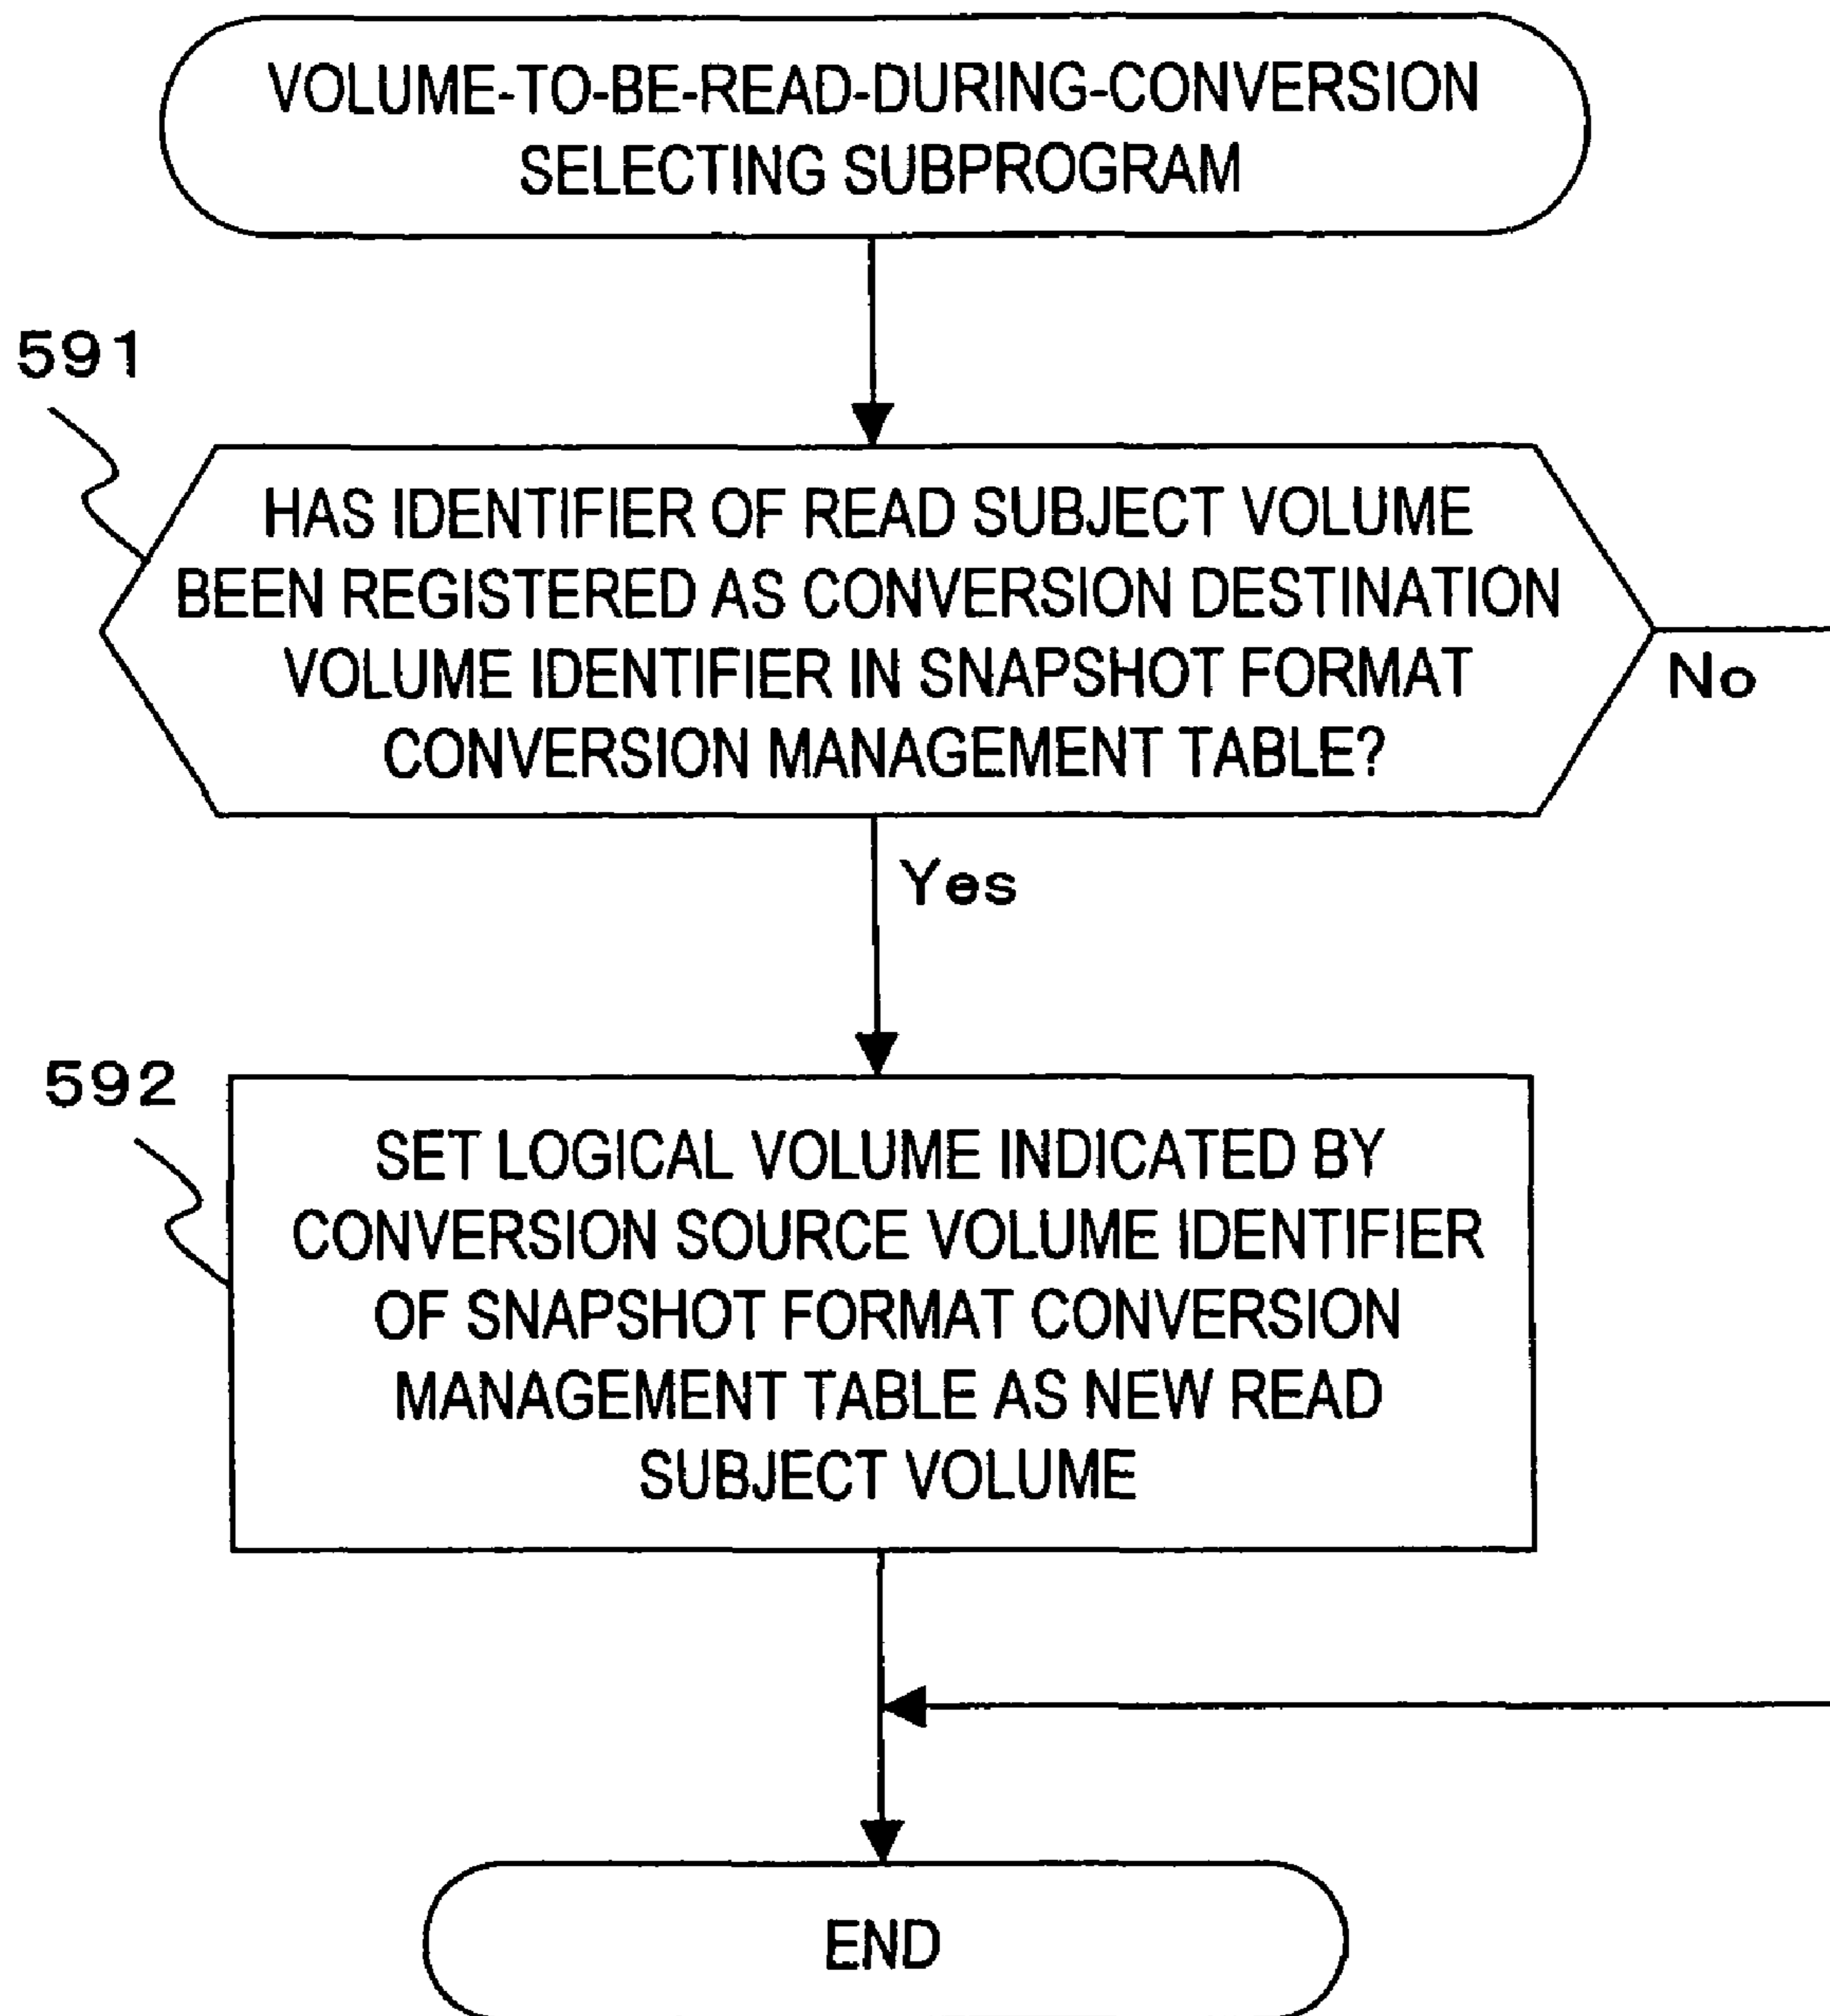 VOLUME-TO-BE-READ-DURING-CONVERSION
SELECTING SUBPROGRAM
591
HAS IDENTIFIER OF READ SUBJECT VOLUME
BEEN REGISTERED AS CONVERSION DESTINATION
VOLUME IDENTIFIER IN SNAPSHOT FORMAT
CONVERSION MANAGEMENT TABLE?
No
Yes
592
SET LOGICAL VOLUME INDICATED BY
CONVERSION SOURCE VOLUME IDENTIFIER
OF SNAPSHOT FORMAT CONVERSION
MANAGEMENT TABLE AS NEW READ
SUBJECT VOLUME
END